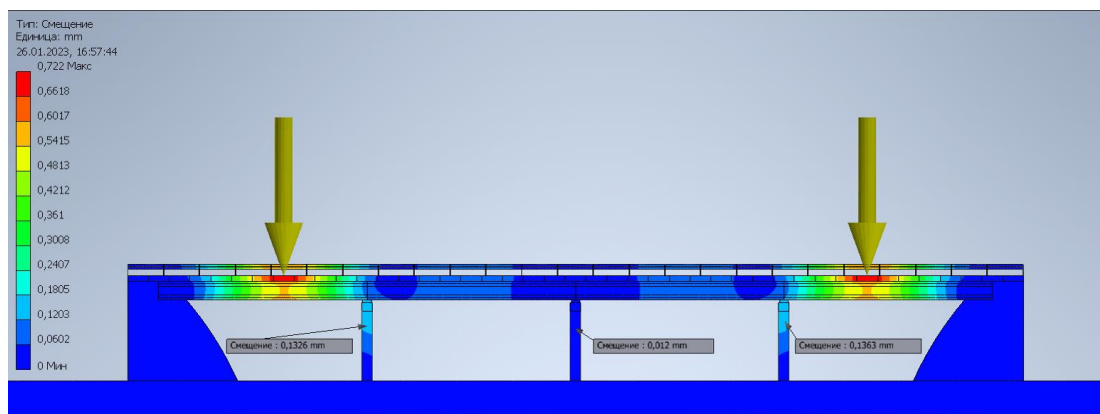 Тип: Смещение
Единица: mm
26.01.2023, 16:57:44
0,722 Макс
0,6618
0,6017
0,5415
0,4813
0,4212
0,361
0,3008
0,2407
0,1805
0,1203
0,0602
0 Мин
Смещение : 0,1326 mm
Смещение : 0,012 mm
Смещение : 0,1363 mm